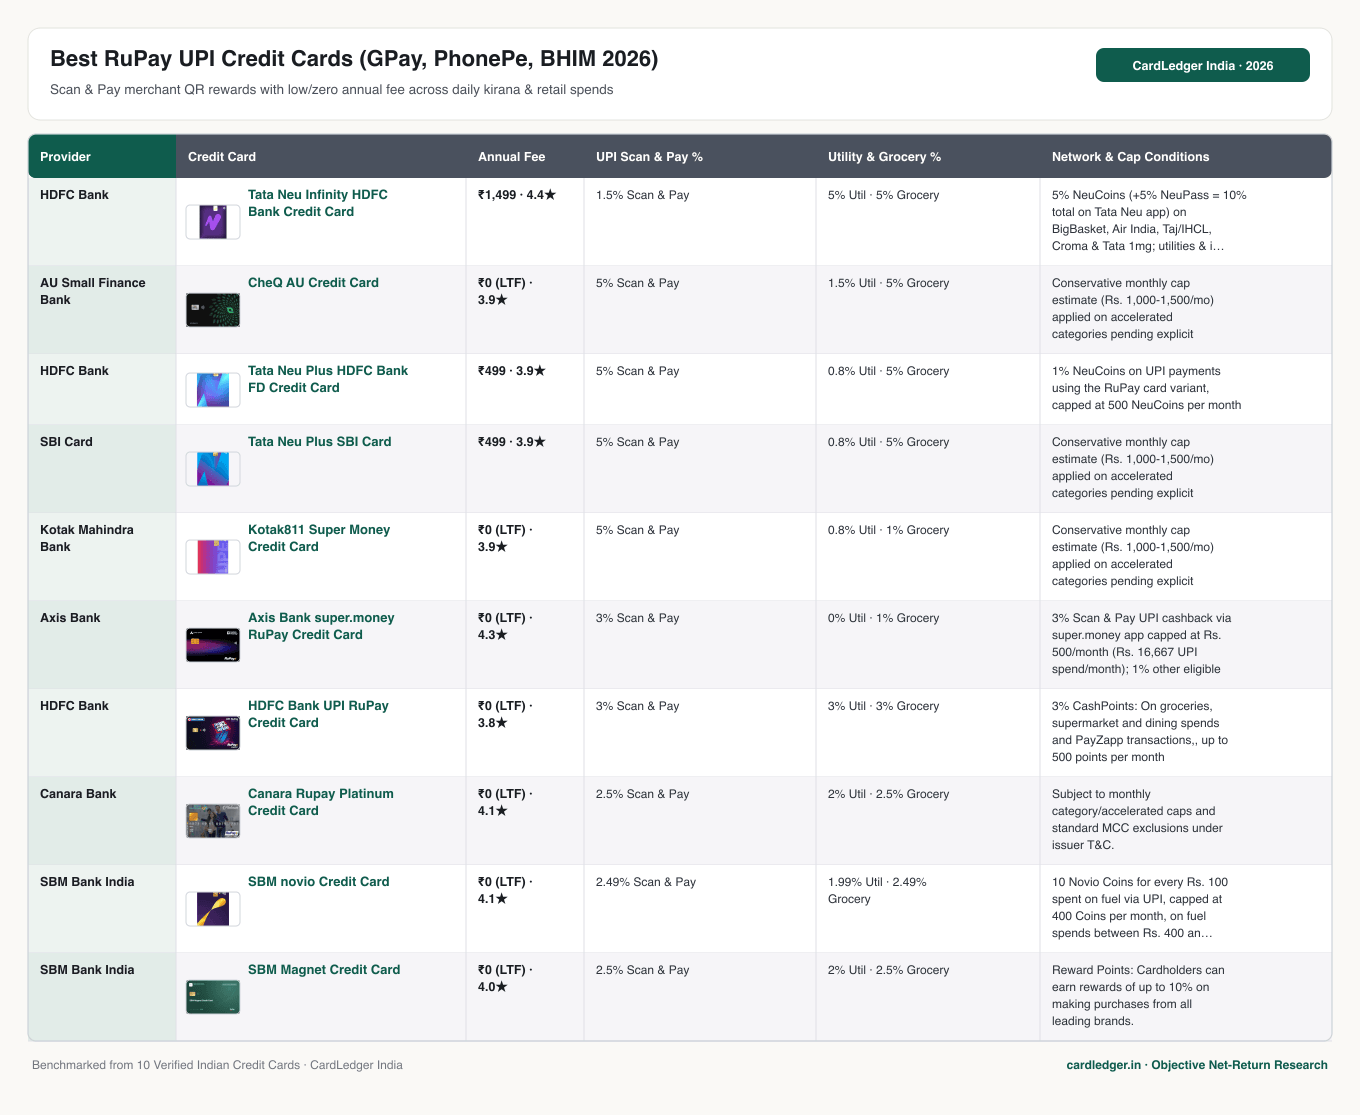 Best RuPay UPI Credit Cards (GPay, PhonePe, BHIM 2026)
Scan & Pay merchant QR rewards with low/zero annual fee across daily kirana & retail spends
CardLedger India · 2026
Provider
Credit Card
Annual Fee
UPI Scan & Pay %
Utility & Grocery %
Network & Cap Conditions
HDFC Bank
Tata Neu Infinity HDFC
Bank Credit Card
₹1,499 · 4.4★
1.5% Scan & Pay
5% Util · 5% Grocery
5% NeuCoins (+5% NeuPass = 10%
total on Tata Neu app) on
BigBasket, Air India, Taj/IHCL,
Croma & Tata 1mg; utilities & i…
AU Small Finance
Bank
CheQ AU Credit Card
₹0 (LTF) ·
3.9★
5% Scan & Pay
1.5% Util · 5% Grocery
Conservative monthly cap
estimate (Rs. 1,000-1,500/mo)
applied on accelerated
categories pending explicit
HDFC Bank
Tata Neu Plus HDFC Bank
FD Credit Card
₹499 · 3.9★
5% Scan & Pay
0.8% Util · 5% Grocery
1% NeuCoins on UPI payments
using the RuPay card variant,
capped at 500 NeuCoins per month
SBI Card
Tata Neu Plus SBI Card
₹499 · 3.9★
5% Scan & Pay
0.8% Util · 5% Grocery
Conservative monthly cap
estimate (Rs. 1,000-1,500/mo)
applied on accelerated
categories pending explicit
Kotak Mahindra
Bank
Kotak811 Super Money
Credit Card
₹0 (LTF) ·
3.9★
5% Scan & Pay
0.8% Util · 1% Grocery
Conservative monthly cap
estimate (Rs. 1,000-1,500/mo)
applied on accelerated
categories pending explicit
Axis Bank
Axis Bank super.money
RuPay Credit Card
₹0 (LTF) ·
4.3★
3% Scan & Pay
0% Util · 1% Grocery
3% Scan & Pay UPI cashback via
super.money app capped at Rs.
500/month (Rs. 16,667 UPI
spend/month); 1% other eligible
HDFC Bank
HDFC Bank UPI RuPay
Credit Card
₹0 (LTF) ·
3.8★
3% Scan & Pay
3% Util · 3% Grocery
3% CashPoints: On groceries,
supermarket and dining spends
and PayZapp transactions,, up to
500 points per month
Canara Bank
Canara Rupay Platinum
Credit Card
₹0 (LTF) ·
4.1★
2.5% Scan & Pay
2% Util · 2.5% Grocery
Subject to monthly
category/accelerated caps and
standard MCC exclusions under
issuer T&C.
SBM Bank India
SBM novio Credit Card
₹0 (LTF) ·
4.1★
2.49% Scan & Pay
1.99% Util · 2.49%
Grocery
10 Novio Coins for every Rs. 100
spent on fuel via UPI, capped at
400 Coins per month, on fuel
spends between Rs. 400 an…
SBM Bank India
SBM Magnet Credit Card
₹0 (LTF) ·
4.0★
2.5% Scan & Pay
2% Util · 2.5% Grocery
Reward Points: Cardholders can
earn rewards of up to 10% on
making purchases from all
leading brands.
Benchmarked from 10 Verified Indian Credit Cards · CardLedger India
cardledger.in · Objective Net-Return Research